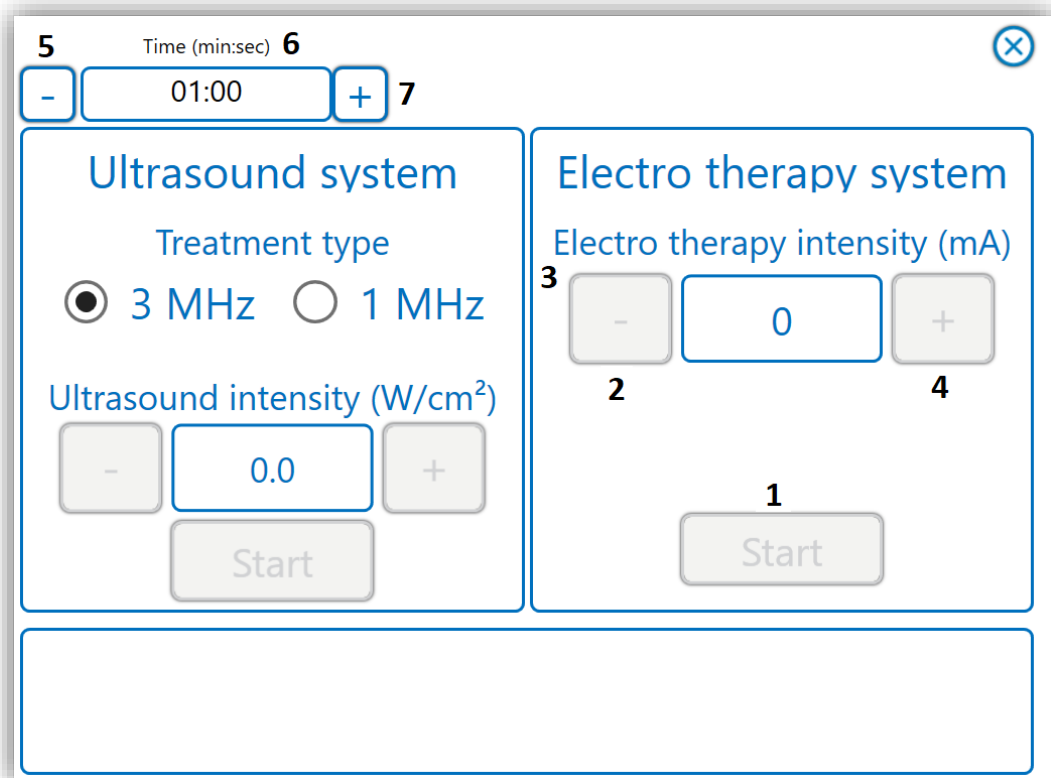 5 Time (min:sec) 6
- 01:00 + 7
Ultrasound system
Treatment type
3 MHz 1 MHz
Ultrasound intensity (W/cm²)
- 0.0 +
Start
Electro therapy system
Electro therapy intensity (mA)
3
- 0 +
2 4
1
Start